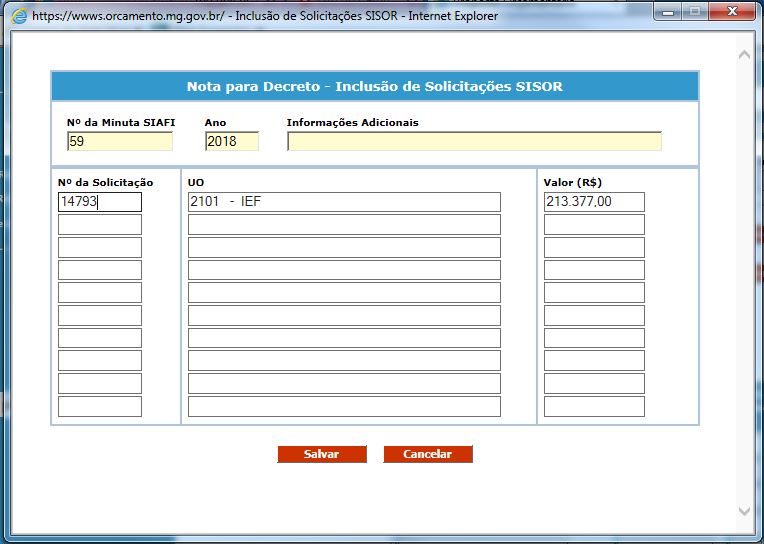 https://www.orcamento.mg.gov.br/ - Inclusão de Solicitações SISOR - Internet Explorer
Nota para Decreto - Inclusão de Solicitações SISOR
Nº da Minuta SIAFI Ano Informações Adicionais
59 2018
Nº da Solicitação UO Valor (R$)
14793 2101 - IEF 213.377,00
Salvar Cancelar